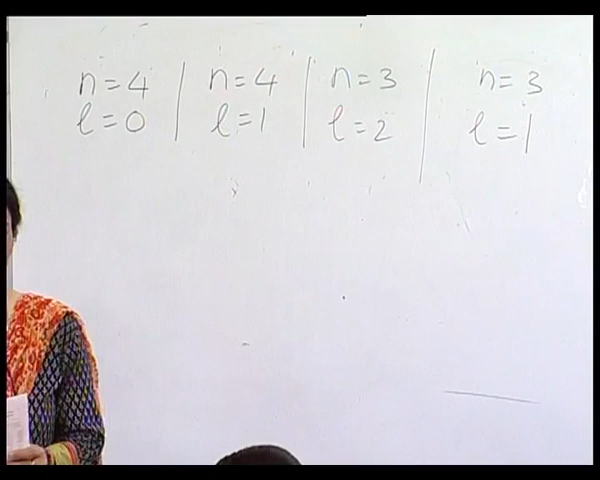 n=4 | n=4 | n=3 | n=3
l=0 | l=1 | l=2 | l=1